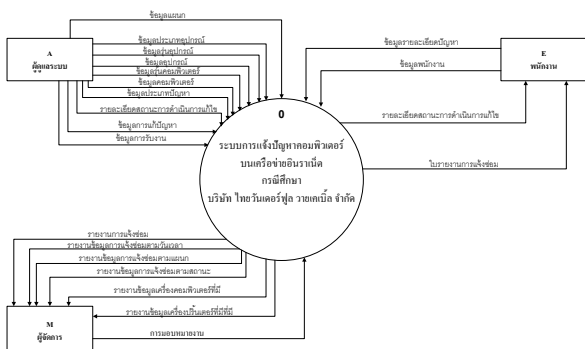 ข้อมูลแผนก
A
ผู้ดูแลระบบ
ข้อมูลประเภทอุปกรณ์
ข้อมูลรุ่นอุปกรณ์
ข้อมูลอุปกรณ์
ข้อมูลรุ่นคอมพิวเตอร์
ข้อมูลคอมพิวเตอร์
ข้อมูลประเภทปัญหา
รายละเอียดสถานะการดำเนินการแก้ไข
ข้อมูลการแก้ปัญหา
ข้อมูลการรับงาน
ข้อมูลรายละเอียดปัญหา
ข้อมูลพนักงาน
E
พนักงาน
รายละเอียดสถานะการดำเนินการแก้ไข
ใบรายงานการแจ้งซ่อม
0
ระบบการแจ้งปัญหาคอมพิวเตอร์
บนเครือข่ายอินทราเน็ต
กรณีศึกษา
บริษัท ไทยวันเดอร์ฟูล วายเคเบิ้ล จำกัด
รายงานการแจ้งซ่อม
รายงานข้อมูลการแจ้งซ่อมตามวันเวลา
รายงานข้อมูลการแจ้งซ่อมตามแผนก
รายงานข้อมูลการแจ้งซ่อมตามสถานะ
รายงานข้อมูลเครื่องคอมพิวเตอร์ที่มี
รายงานข้อมูลเครื่องปริ้นเตอร์ที่มีที่มี
M
ผู้จัดการ
การมอบหมายงาน